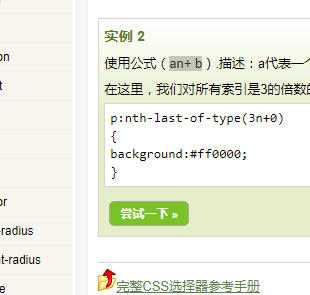 on
t
or
-radius
t-radius
e
实例 2
使用公式（an+ b）.描述：a代表一
在这里，我们对所有索引是3的倍数的
p:nth-last-of-type(3n+0)
{
background:#ff0000;
}
尝试一下 »
完整CSS选择器参考手册